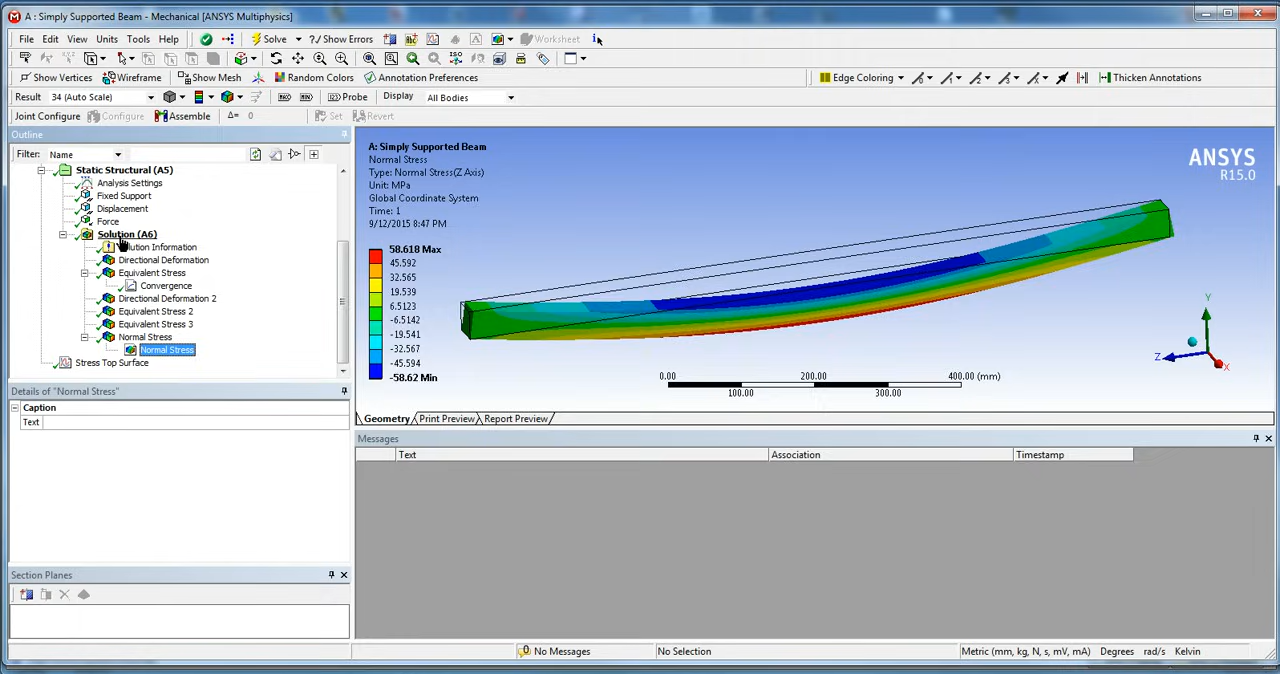 A : Simply Supported Beam - Mechanical [ANSYS Multiphysics]
File Edit View Units Tools Help Solve ?/ Show Errors Worksheet
Show Vertices Wireframe Show Mesh Random Colors Annotation Preferences Edge Coloring Thicken Annotations
Result 34 (Auto Scale) Probe Display All Bodies
Joint Configure Configure Assemble Δ= 0 Set Revert
Outline
Filter: Name
Static Structural (A5)
Analysis Settings
Fixed Support
Displacement
Force
Solution (A6)
lution Information
Directional Deformation
Equivalent Stress
Convergence
Directional Deformation 2
Equivalent Stress 2
Equivalent Stress 3
Normal Stress
Normal Stress
Stress Top Surface
Details of "Normal Stress"
Caption
Text
Section Planes
A: Simply Supported Beam
Normal Stress
Type: Normal Stress(Z Axis)
Unit: MPa
Global Coordinate System
Time: 1
9/12/2015 8:47 PM
58.618 Max
45.592
32.565
19.539
6.5123
-6.5142
-19.541
-32.567
-45.594
-58.62 Min
ANSYS
R15.0
0.00 200.00 400.00 (mm)
100.00 300.00
Y
Z
X
Geometry Print Preview Report Preview
Messages
Text Association Timestamp
No Messages No Selection Metric (mm, kg, N, s, mV, mA) Degrees rad/s Kelvin